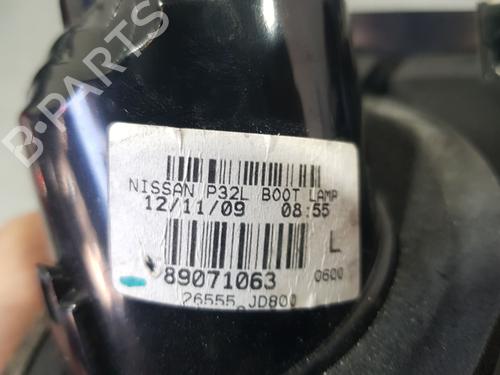 B-PARTS
NISSAN P32L BOOT LAMP
12/11/09 08:55
L
89071063 0600
26555 JD800